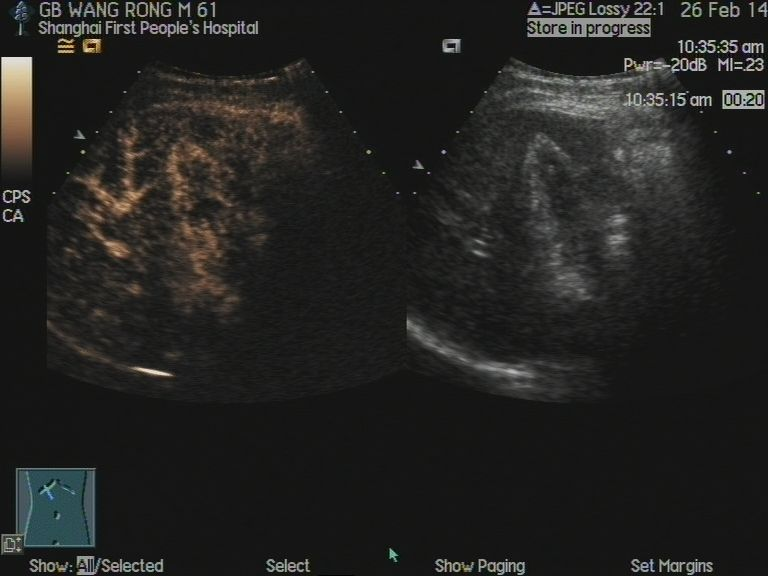 GB WANG RONG M 61
Shanghai First People's Hospital
▲=JPEG Lossy 22:1 26 Feb 14
Store in progress
10:35:35 am
Pwr=-20dB MI=.23
10:35:15 am 00:20
CPS
CA
Show: All/Selected Select Show Paging Set Margins